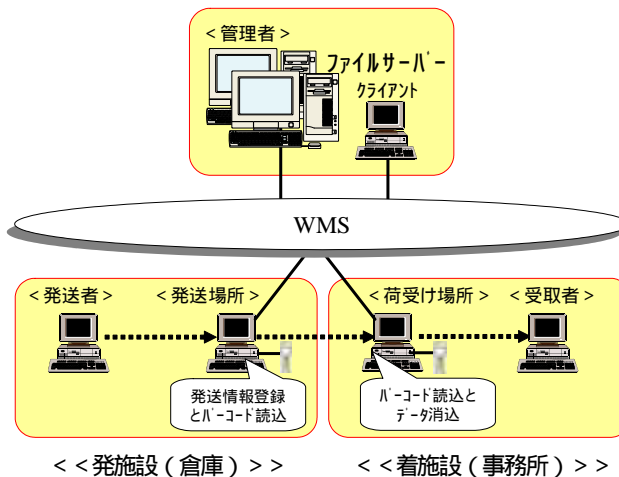 <管理者>
ファイルサーバー
クライアント
WMS
<発送者>
<発送場所>
<荷受け場所>
<受取者>
発送情報登録
とバーコード読込
バーコード読込と
データ消込
<<発施設(倉庫)>>
<<着施設(事務所)>>